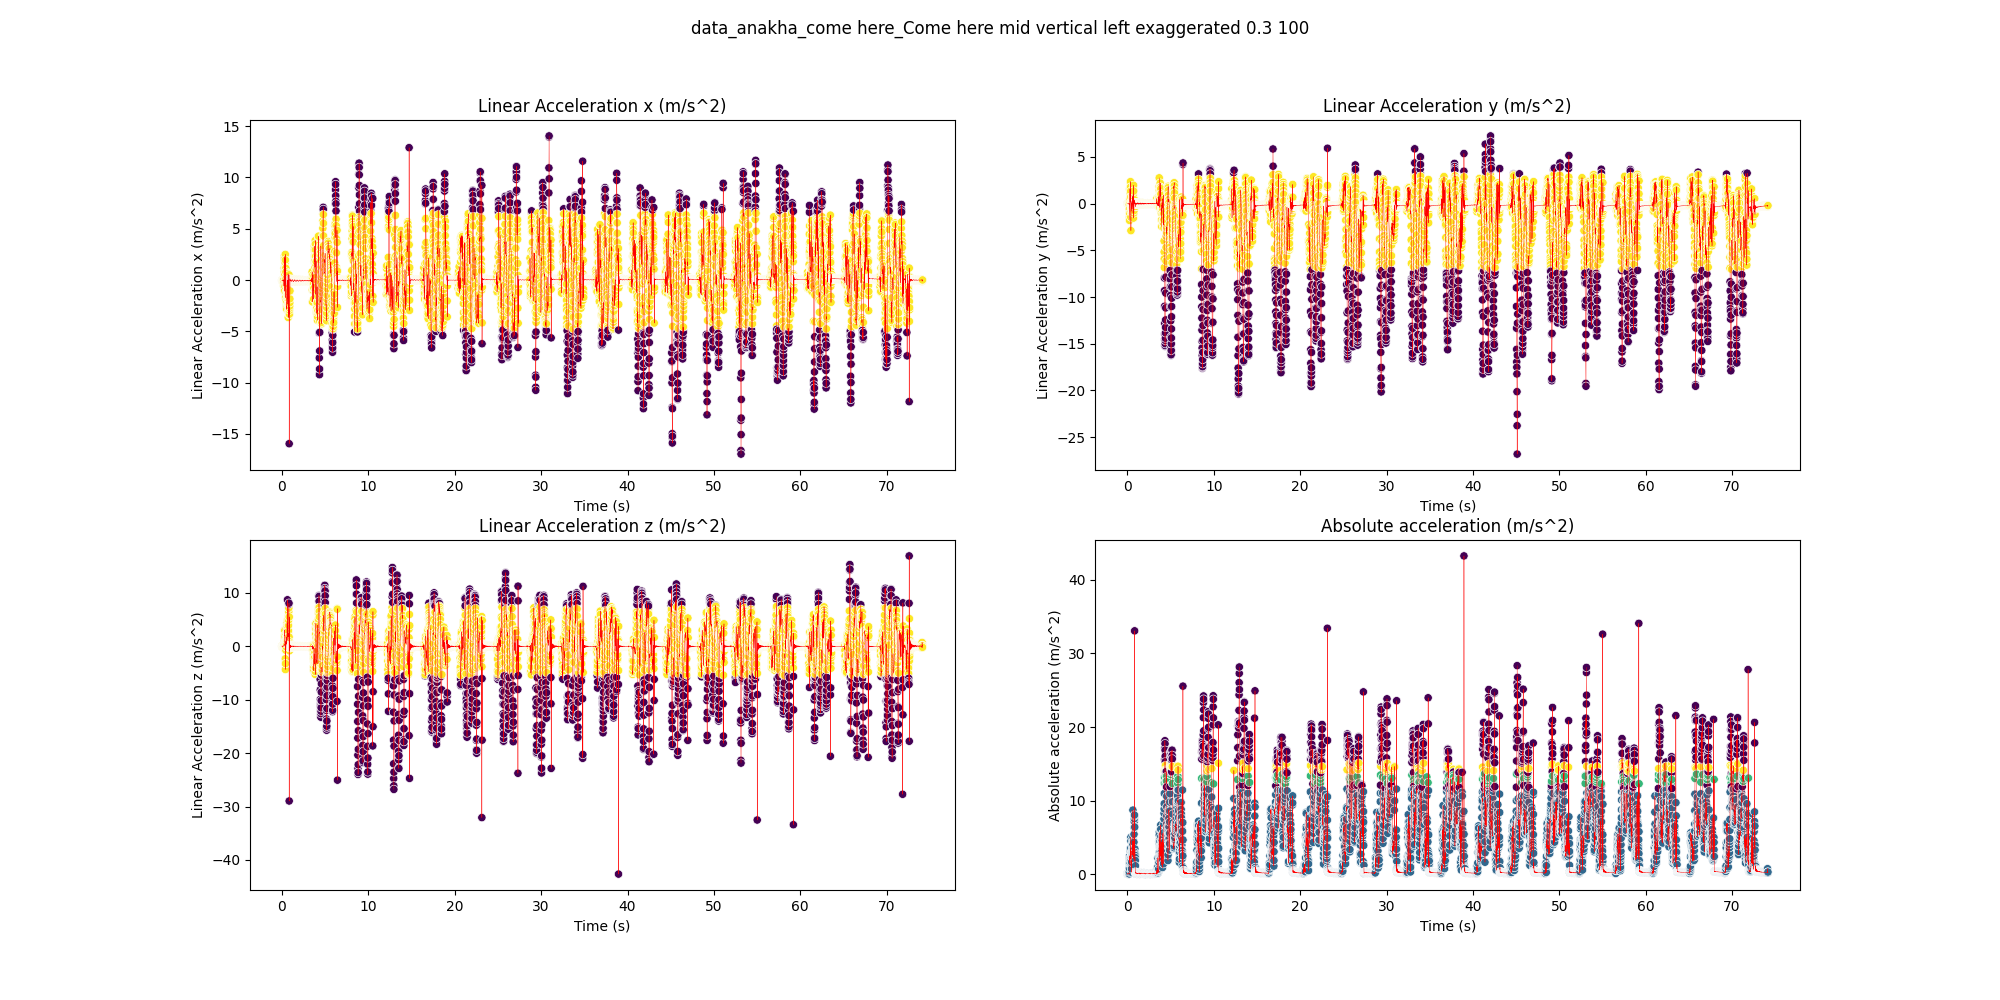 data_anakha_come here_Come here mid vertical left exaggerated 0.3 100
Linear Acceleration x (m/s^2)
Linear Acceleration x (m/s^2)
15
10
5
0
−5
−10
−15
0 10 20 30 40 50 60 70
Time (s)
Linear Acceleration y (m/s^2)
Linear Acceleration y (m/s^2)
5
0
−5
−10
−15
−20
−25
0 10 20 30 40 50 60 70
Time (s)
Linear Acceleration z (m/s^2)
Linear Acceleration z (m/s^2)
10
0
−10
−20
−30
−40
0 10 20 30 40 50 60 70
Time (s)
Absolute acceleration (m/s^2)
Absolute acceleration (m/s^2)
40
30
20
10
0
0 10 20 30 40 50 60 70
Time (s)